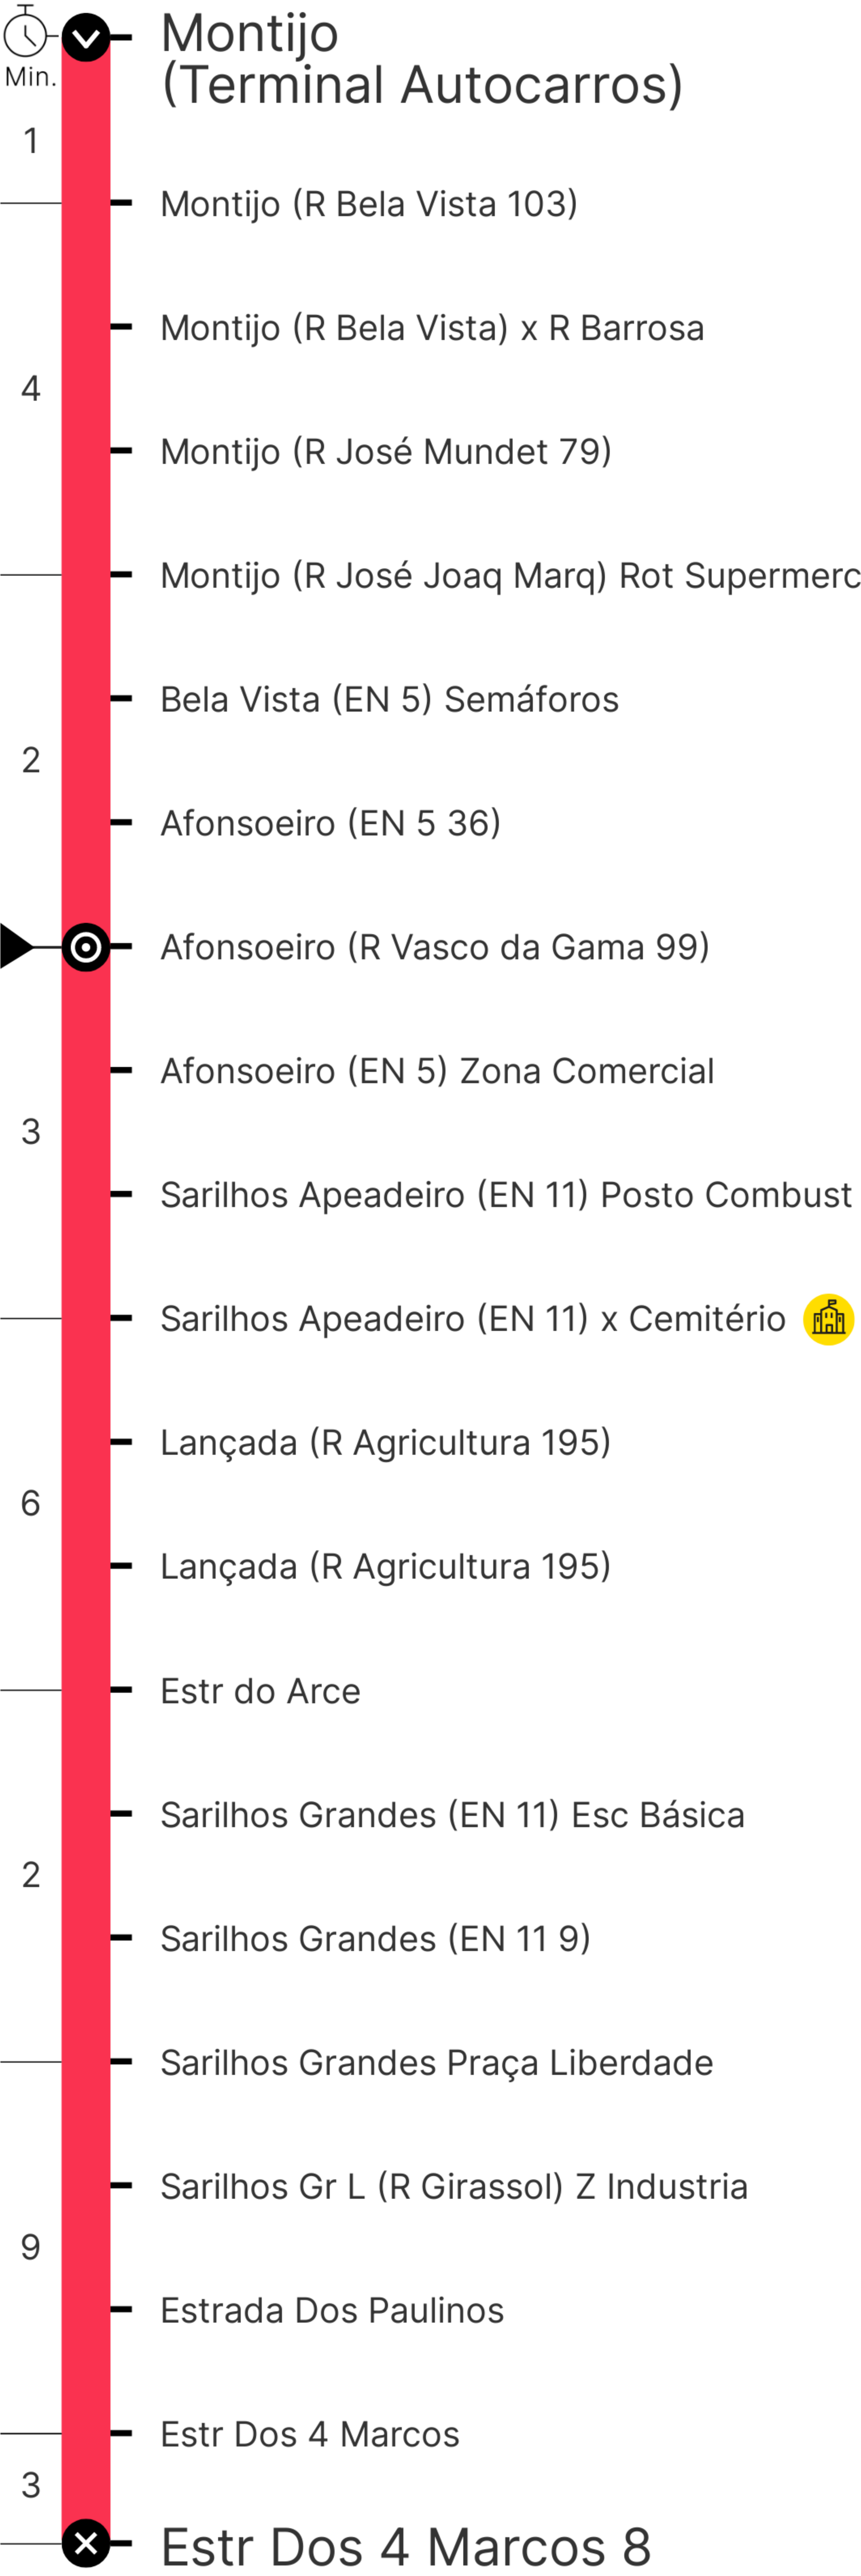 Min.
Montijo
(Terminal Autocarros)
1
Montijo (R Bela Vista 103)
Montijo (R Bela Vista) x R Barrosa
4
Montijo (R José Mundet 79)
Montijo (R José Joaq Marq) Rot Supermerc
Bela Vista (EN 5) Semáforos
2
Afonsoeiro (EN 5 36)
Afonsoeiro (R Vasco da Gama 99)
Afonsoeiro (EN 5) Zona Comercial
3
Sarilhos Apeadeiro (EN 11) Posto Combust
Sarilhos Apeadeiro (EN 11) x Cemitério
Lançada (R Agricultura 195)
6
Lançada (R Agricultura 195)
Estr do Arce
Sarilhos Grandes (EN 11) Esc Básica
2
Sarilhos Grandes (EN 11 9)
Sarilhos Grandes Praça Liberdade
Sarilhos Gr L (R Girassol) Z Industria
9
Estrada Dos Paulinos
Estr Dos 4 Marcos
3
Estr Dos 4 Marcos 8